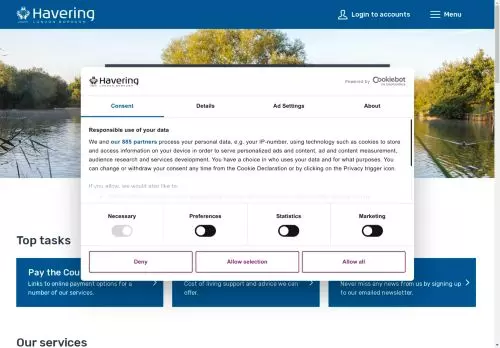 Havering
LONDON BOROUGH
Login to accounts
Menu
Havering
LONDON BOROUGH
Powered by Cookiebot
by Usercentrics
Consent
Details
Ad Settings
About
Responsible use of your data
We and our 885 partners process your personal data, e.g. your IP-number, using technology such as cookies to store
and access information on your device in order to serve personalized ads and content, ad and content measurement,
audience research and services development. You have a choice in who uses your data and for what purposes. You
can change or withdraw your consent any time from the Cookie Declaration or by clicking on the Privacy trigger icon.
If you allow, we would also like to:
Necessary
Preferences
Statistics
Marketing
Deny
Allow selection
Allow all
Top tasks
Pay the Cou
Links to online payment options for a
number of our services.
Cost of living support and advice we can
offer.
Never miss any news from us by signing up
to our emailed newsletter.
Our services